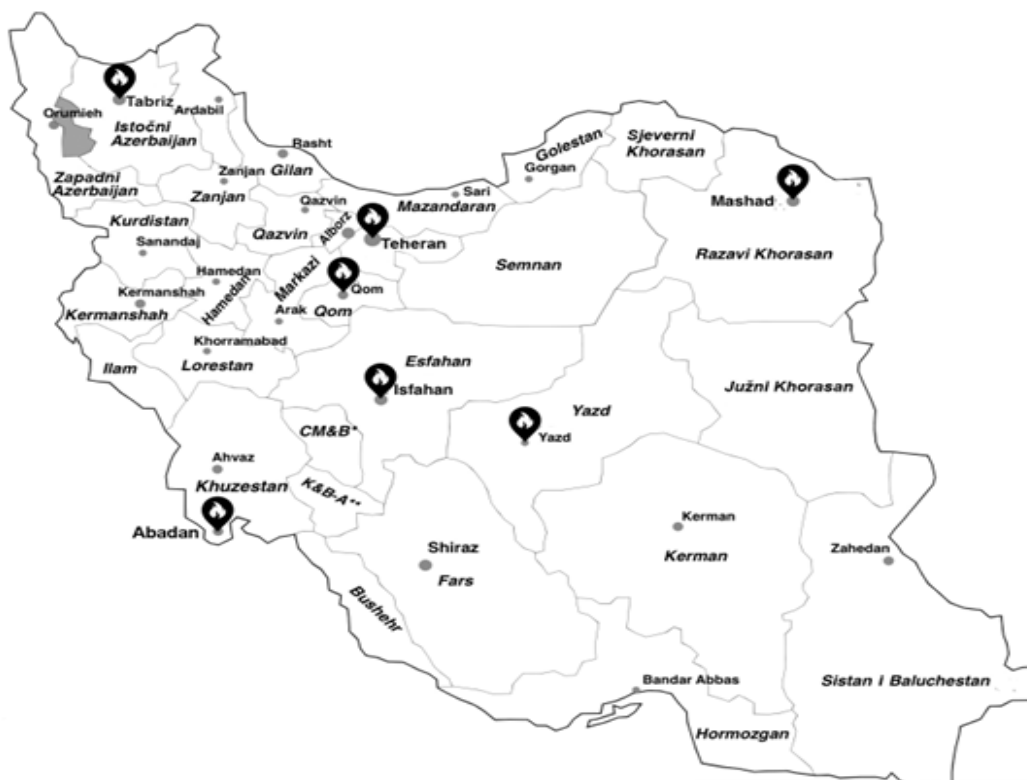 Tabriz
Ardabil
Orumieh
Istočni
Azerbaijan
Zapadni
Azerbaijan
Rasht
Gilan
Zanjan
Zanjan
Golestan
Gorgan
Sjeverni
Khorasan
Mashad
Razavi Khorasan
Sari
Mazandaran
Qazvin
Qazvin
Alborz
Teheran
Kurdistan
Sanandaj
Semnan
Hamedan
Hamedan
Markazi
Qom
Qom
Kermanshah
Kermanshah
Arak
Khorramabad
Lorestan
Ilam
Esfahan
Isfahan
Južni Khorasan
Yazd
Yazd
CM&B*
Ahvaz
Khuzestan
K&B-A**
Abadan
Shiraz
Fars
Kerman
Kerman
Zahedan
Bushehr
Bandar Abbas
Sistan i Baluchestan
Hormozgan